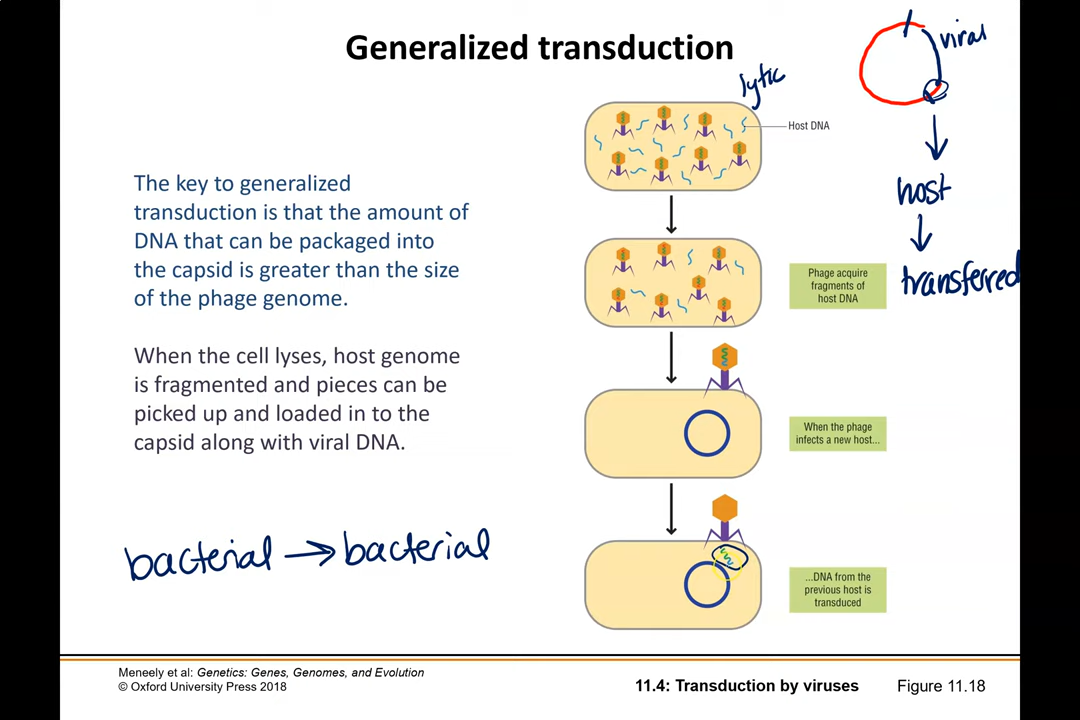 Generalized transduction
lytic
viral
Host DNA
host
transferred
The key to generalized
transduction is that the amount of
DNA that can be packaged into
the capsid is greater than the size
of the phage genome.
When the cell lyses, host genome
is fragmented and pieces can be
picked up and loaded in to the
capsid along with viral DNA.
Phage acquire
fragments of
host DNA
When the phage
infects a new host...
...DNA from the
previous host is
transduced
bacterial → bacterial
Meneely et al: Genetics: Genes, Genomes, and Evolution
© Oxford University Press 2018
11.4: Transduction by viruses Figure 11.18